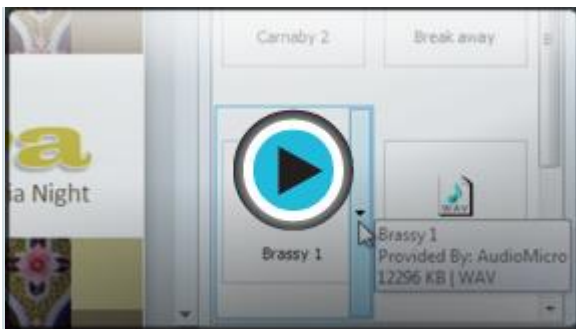 Carnaby 2
Break away
a
ia Night
WAV
Brassy 1
Brassy 1
Provided By: AudioMicro
12296 KB | WAV